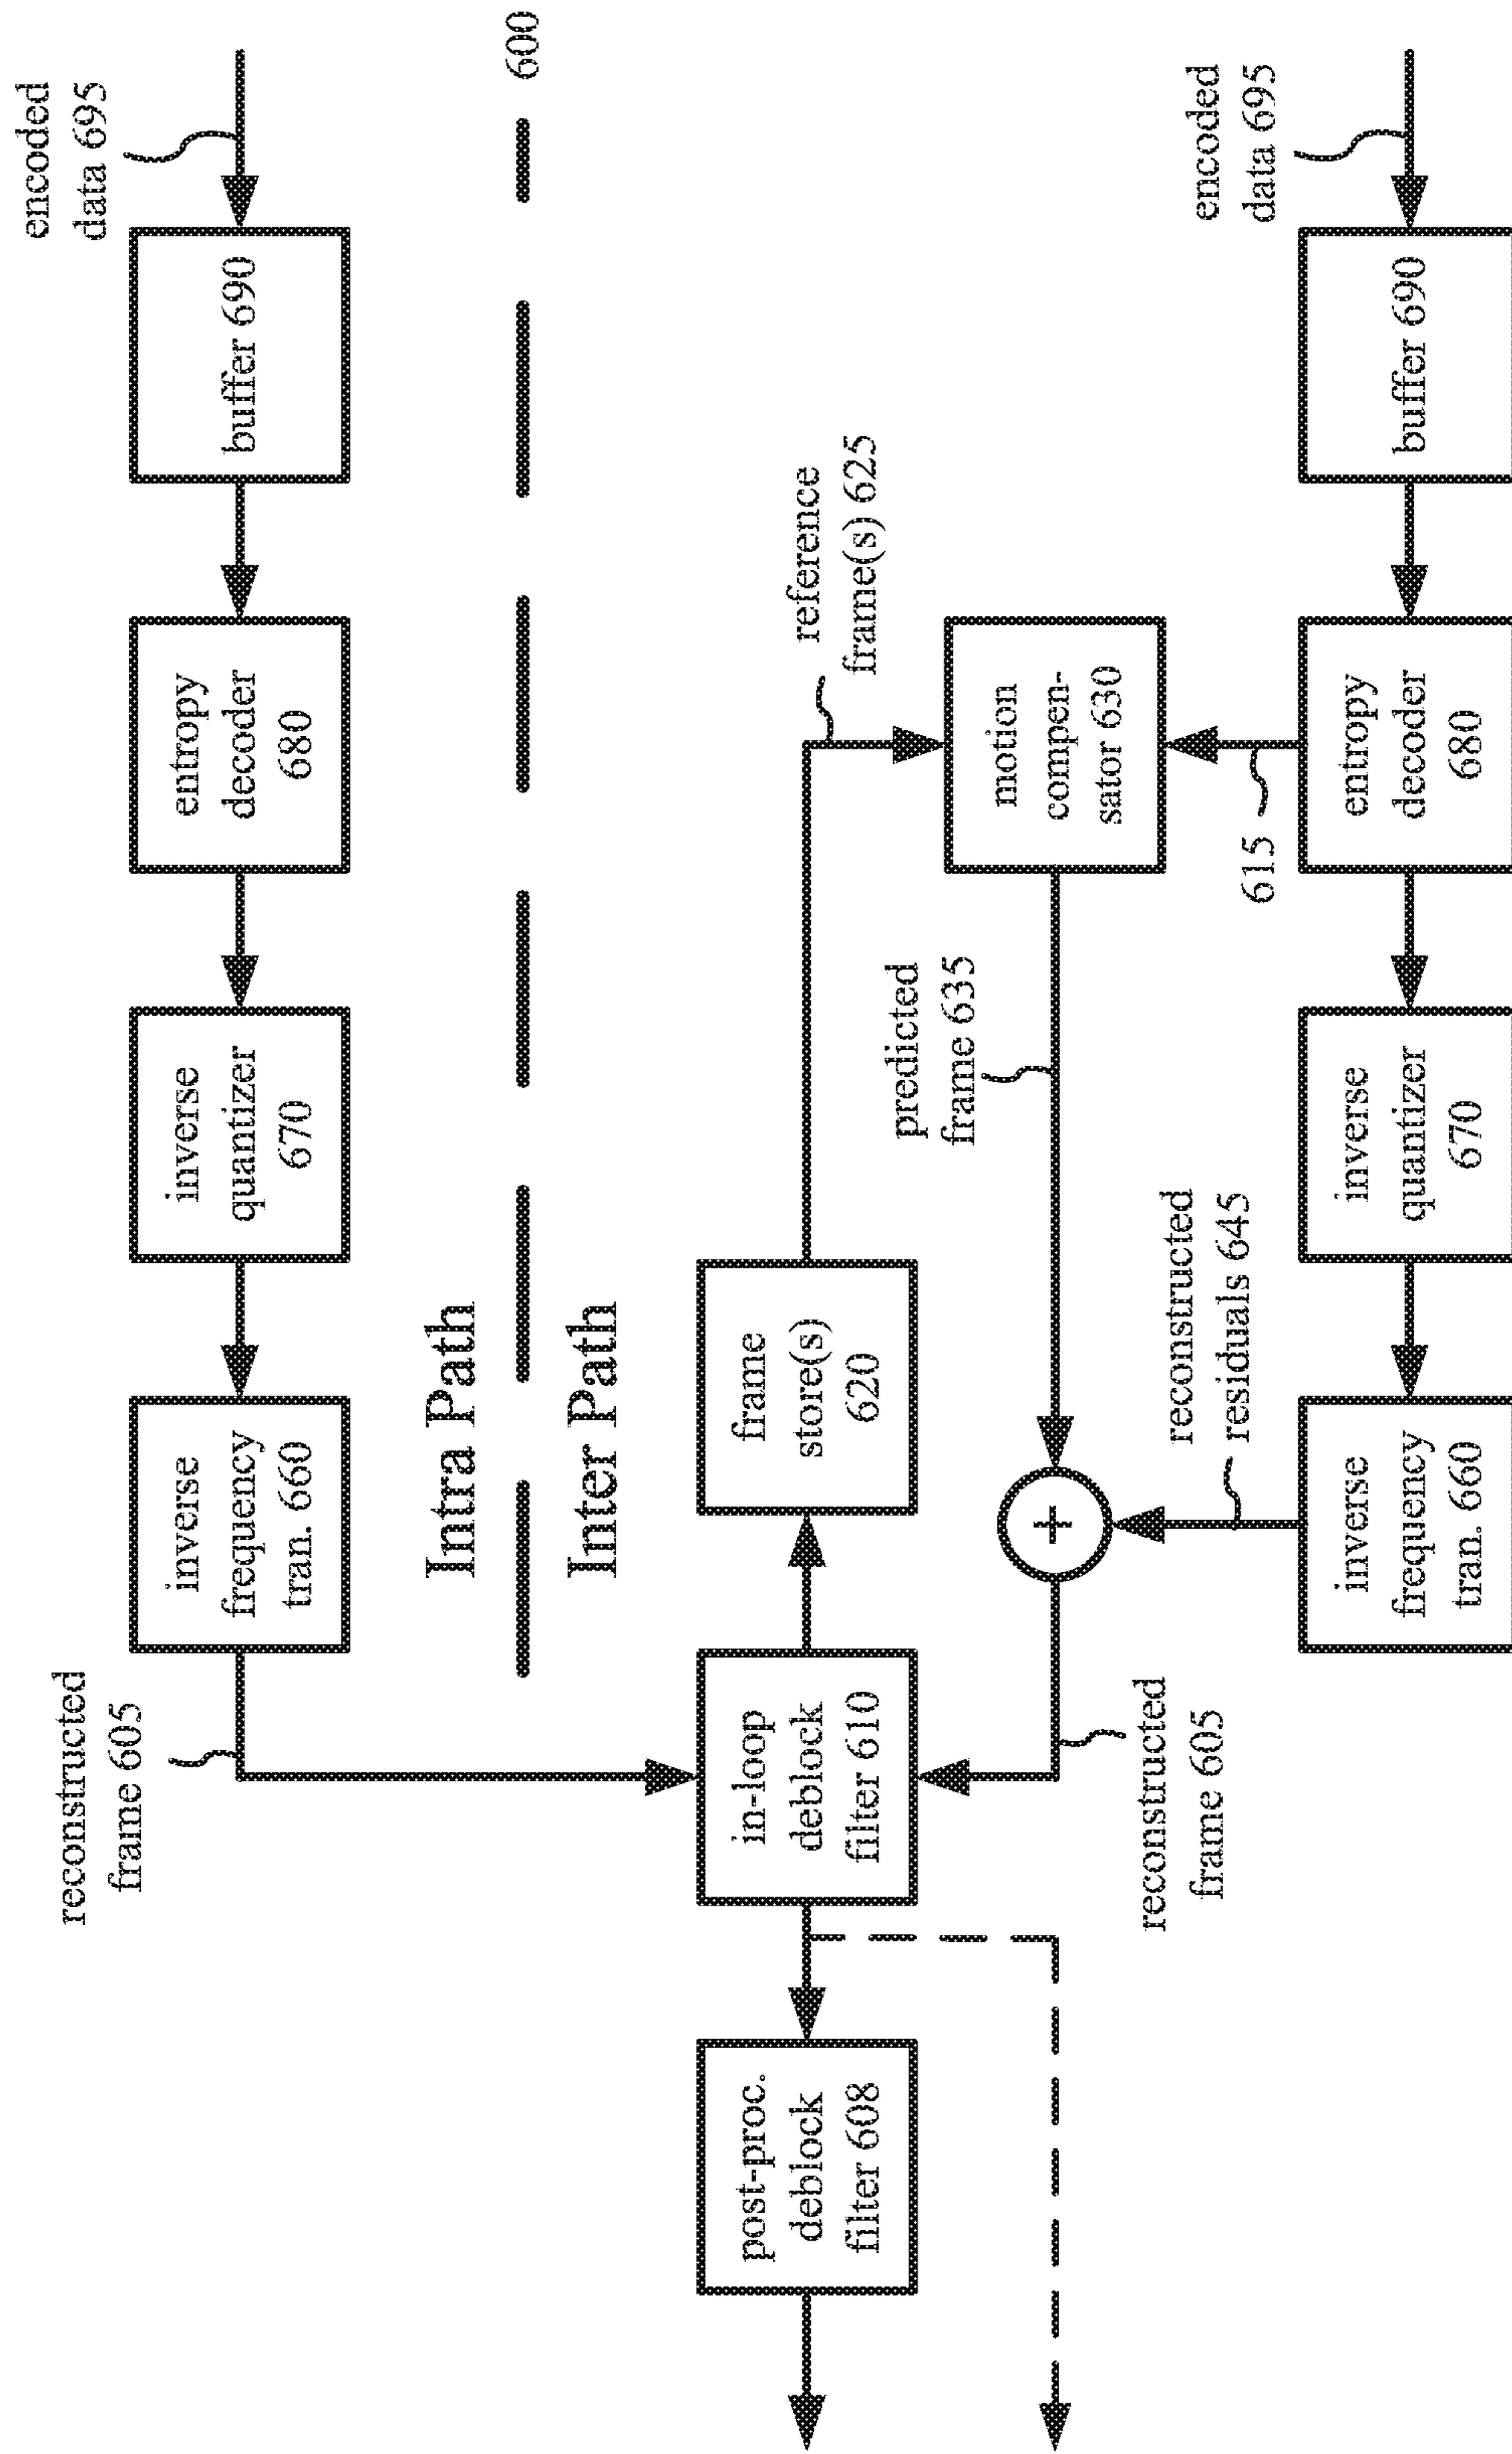 encoded
data 695
buffer 690
entropy
decoder
680
inverse
quantizer
670
inverse
frequency
tran. 660
reconstructed
frame 605
600
Intra Path
Inter Path
reference
frame(s) 625
frame
store(s)
620
in-loop
deblock
filter 610
post-proc.
deblock
filter 608
motion
compen-
sator 630
predicted
frame 635
+
reconstructed
frame 605
reconstructed
residuals 645
615
encoded
data 695
buffer 690
entropy
decoder
680
inverse
quantizer
670
inverse
frequency
tran. 660